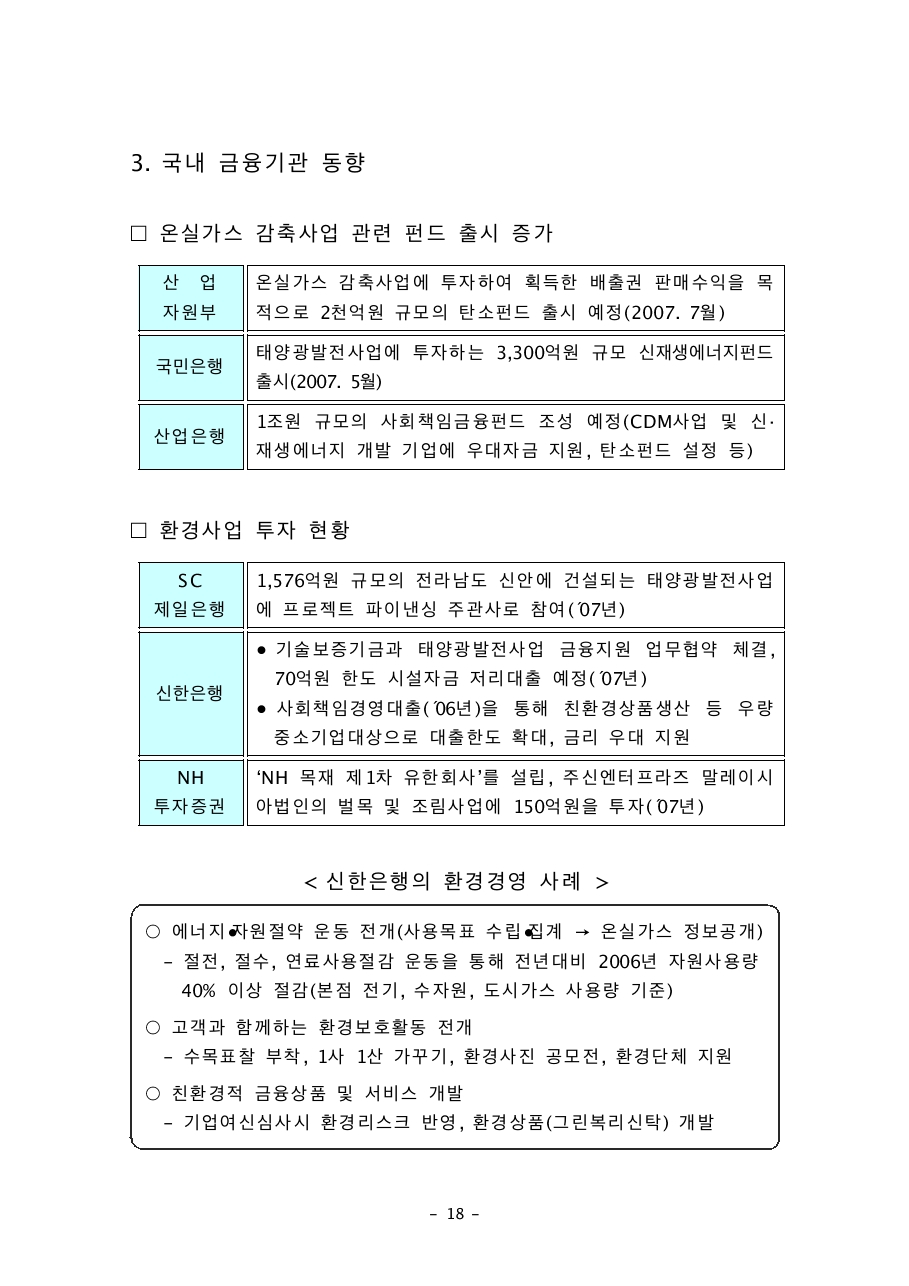 3. 국내 금융기관 동향
□ 온실가스 감축사업 관련 펀드 출시 증가
산 업
자원부
온실가스 감축사업에 투자하여 획득한 배출권 판매수익을 목
적으로 2천억원 규모의 탄소펀드 출시 예정(2007. 7월)
국민은행
태양광발전사업에 투자하는 3,300억원 규모 신재생에너지펀드
출시(2007. 5월)
산업은행
1조원 규모의 사회책임금융펀드 조성 예정(CDM사업 및 신·
재생에너지 개발 기업에 우대자금 지원, 탄소펀드 설정 등)
□ 환경사업 투자 현황
SC
제일은행
1,576억원 규모의 전라남도 신안에 건설되는 태양광발전사업
에 프로젝트 파이낸싱 주관사로 참여(´07년)
신한은행
● 기술보증기금과 태양광발전사업 금융지원 업무협약 체결,
70억원 한도 시설자금 저리대출 예정(´07년)
● 사회책임경영대출(´06년)을 통해 친환경상품생산 등 우량
중소기업대상으로 대출한도 확대, 금리 우대 지원
NH
투자증권
‘NH 목재 제1차 유한회사’를 설립, 주신엔터프라즈 말레이시
아법인의 벌목 및 조림사업에 150억원을 투자(´07년)
< 신한은행의 환경경영 사례 >
○ 에너지•자원절약 운동 전개(사용목표 수립•집계 → 온실가스 정보공개)
– 절전, 절수, 연료사용절감 운동을 통해 전년대비 2006년 자원사용량
40% 이상 절감(본점 전기, 수자원, 도시가스 사용량 기준)
○ 고객과 함께하는 환경보호활동 전개
– 수목표찰 부착, 1사 1산 가꾸기, 환경사진 공모전, 환경단체 지원
○ 친환경적 금융상품 및 서비스 개발
– 기업여신심사시 환경리스크 반영, 환경상품(그린복리신탁) 개발
– 18 –